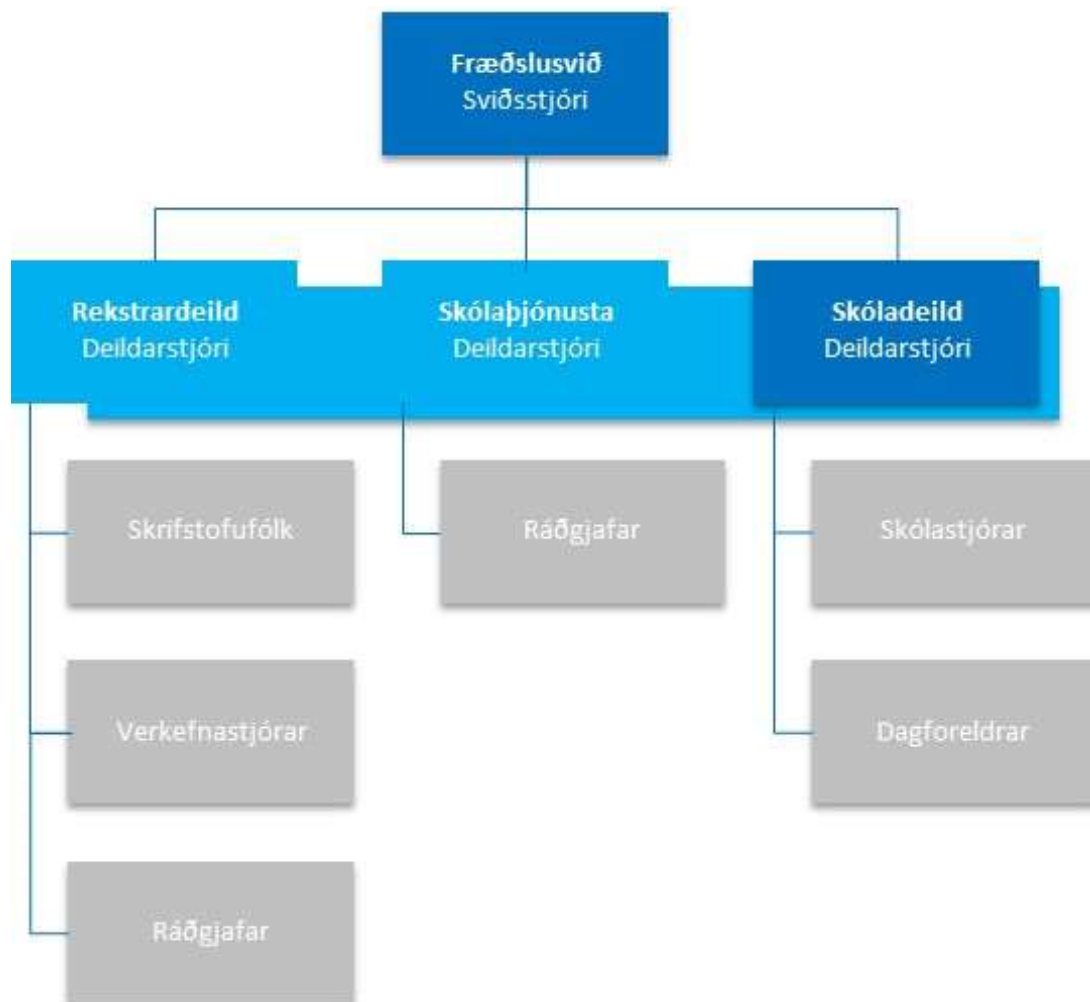 Fræðslusvið
Sviðsstjóri
Rekstrardeild
Deildarstjóri
Skólaþjónusta
Deildarstjóri
Skóladeild
Deildarstjóri
Skrifstofufólk
Ráðgjafar
Skólastjórar
Verkefnastjórar
Dagforeldrar
Ráðgjafar